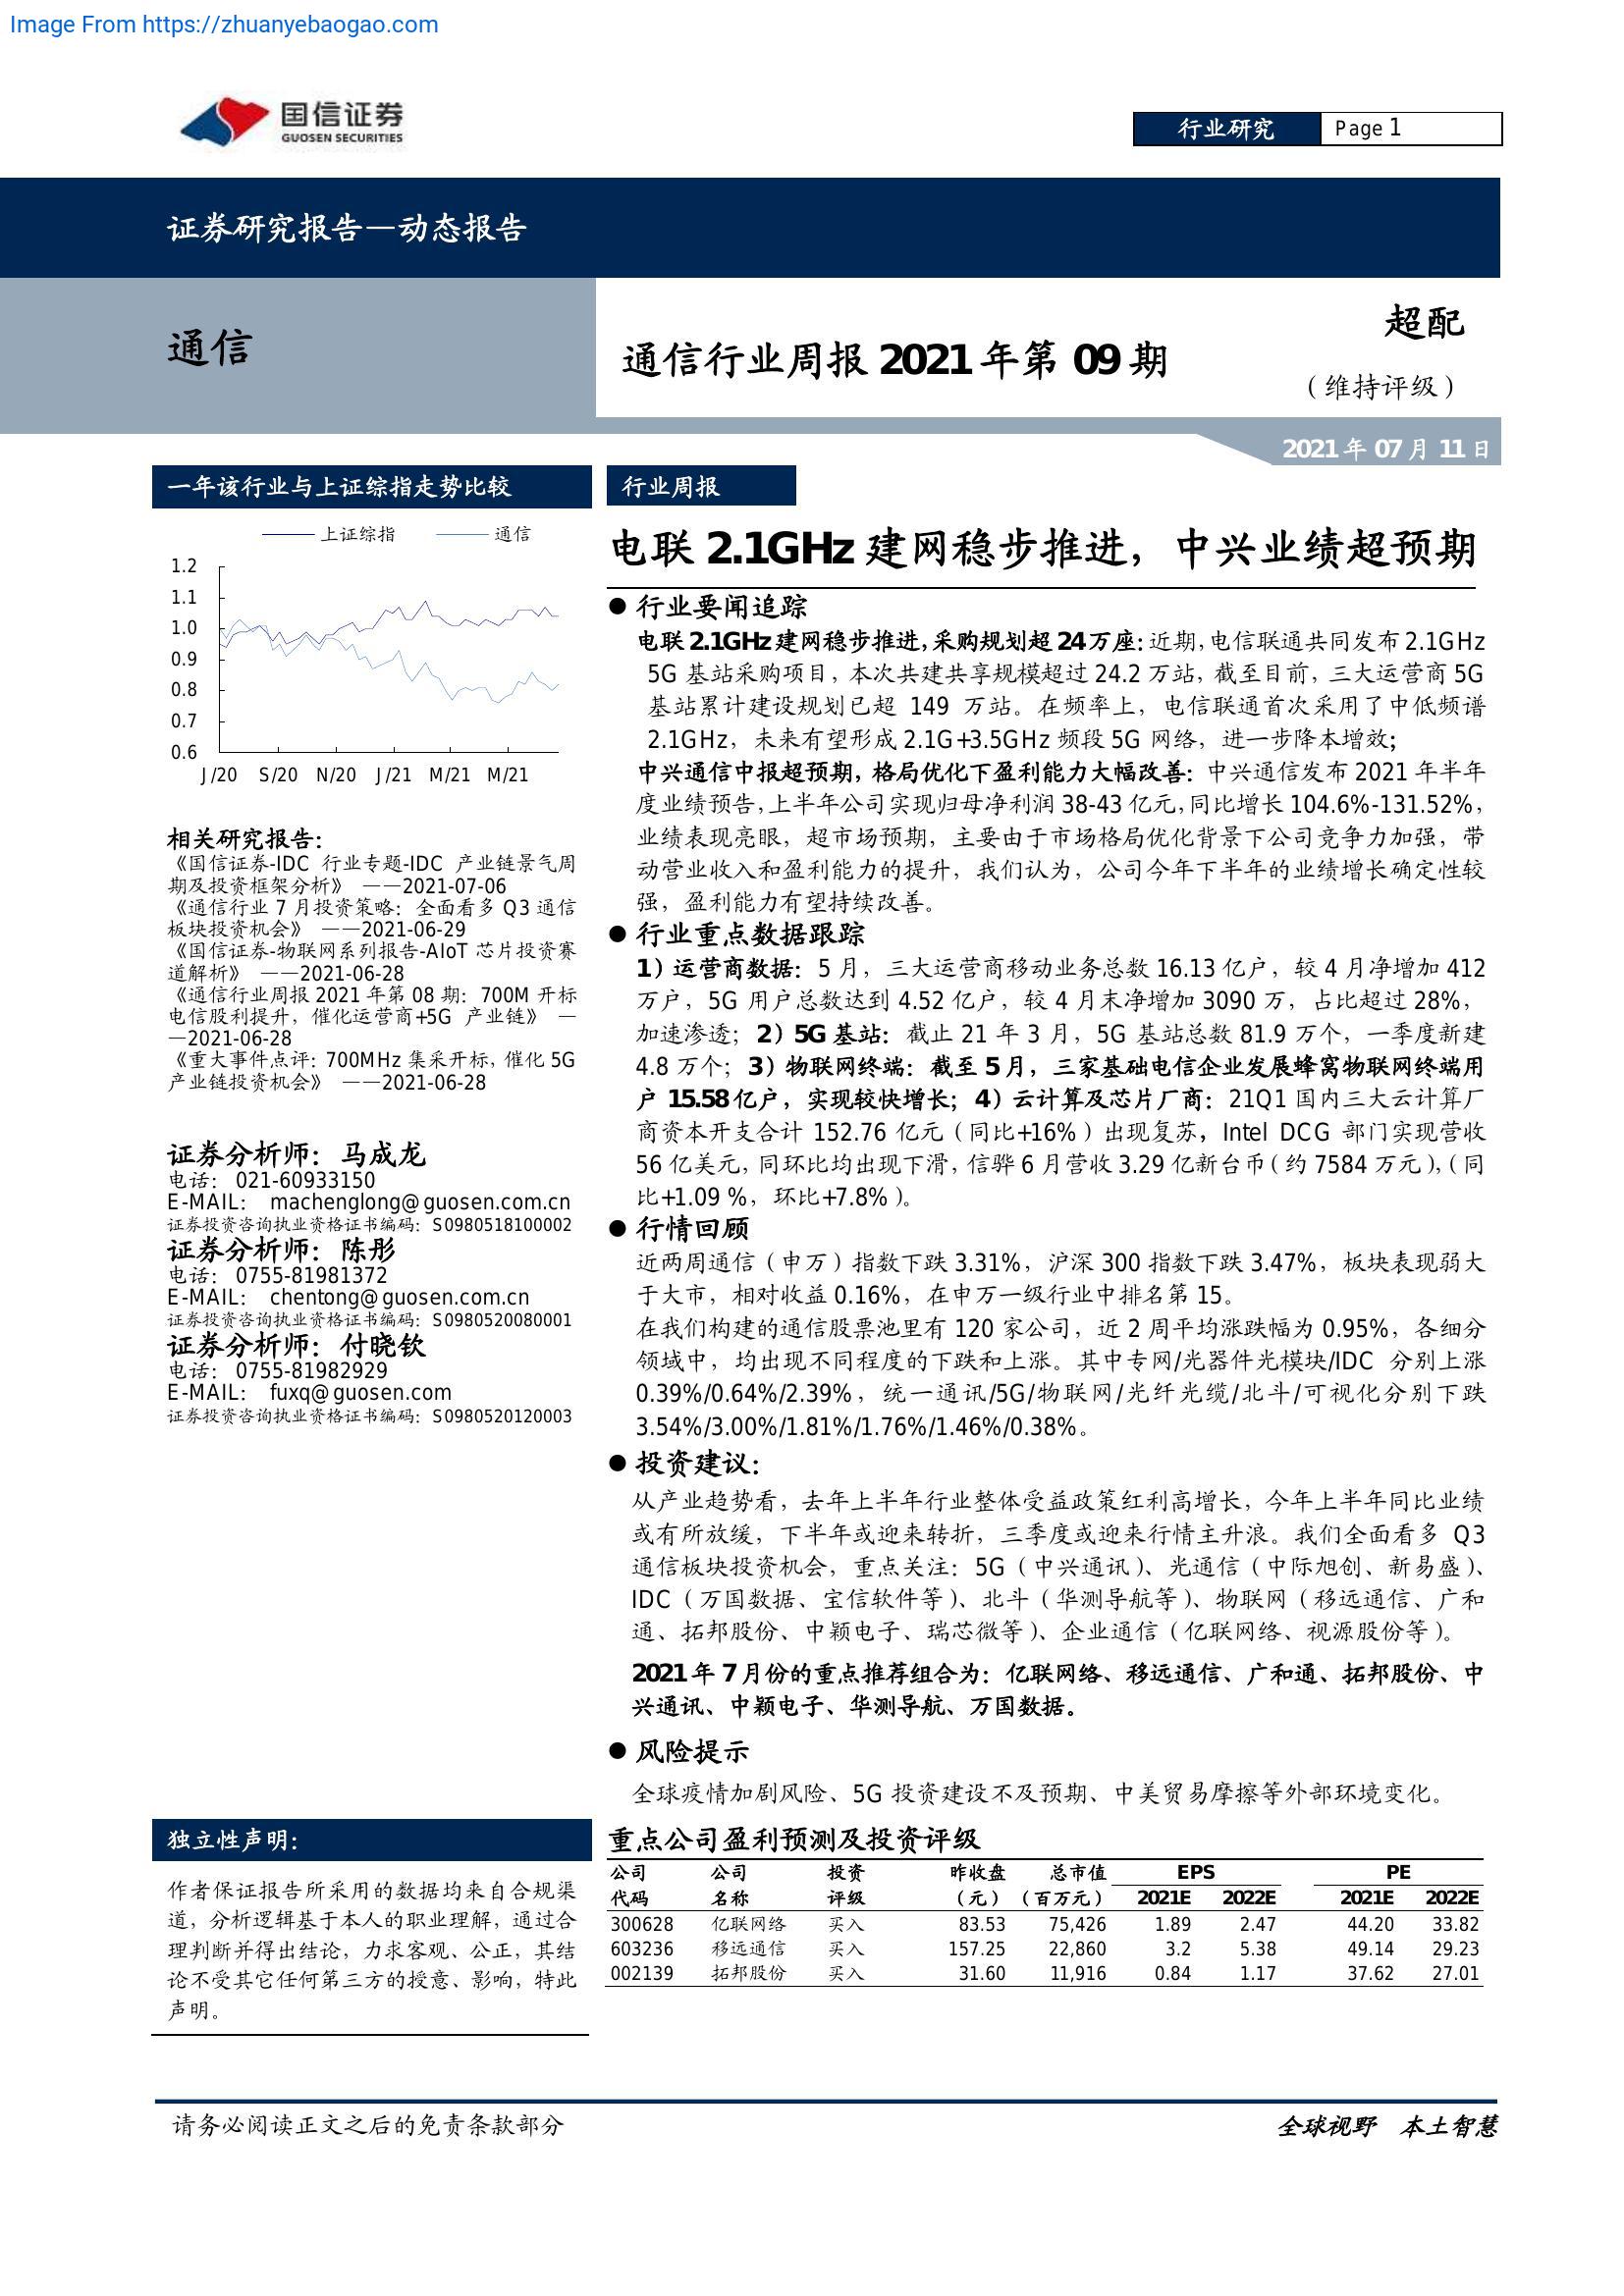 Image From https://zhuanyebaogao.com
国信证券
GUOSEN SECURITIES
行业研究
Page 1
证券研究报告—动态报告
通信
通信行业周报 2021 年第 09 期
超配
（维持评级）
2021 年 07 月 11 日
一年该行业与上证综指走势比较
上证综指 通信
1.2
1.1
1.0
0.9
0.8
0.7
0.6
J/20 S/20 N/20 J/21 M/21 M/21
相关研究报告：
《国信证券-IDC 行业专题-IDC 产业链景气周
期及投资框架分析》 ——2021-07-06
《通信行业 7 月投资策略：全面看多 Q3 通信
板块投资机会》 ——2021-06-29
《国信证券-物联网系列报告-AIoT 芯片投资赛
道解析》 ——2021-06-28
《通信行业周报 2021 年第 08 期：700M 开标
电信股利提升，催化运营商+5G 产业链》 —
—2021-06-28
《重大事件点评：700MHz 集采开标，催化 5G
产业链投资机会》 ——2021-06-28
证券分析师：马成龙
电话： 021-60933150
E-MAIL： machenglong@guosen.com.cn
证券投资咨询执业资格证书编码：S0980518100002
证券分析师：陈彤
电话： 0755-81981372
E-MAIL： chentong@guosen.com.cn
证券投资咨询执业资格证书编码：S0980520080001
证券分析师：付晓钦
电话： 0755-81982929
E-MAIL： fuxq@guosen.com
证券投资咨询执业资格证书编码：S0980520120003
独立性声明：
作者保证报告所采用的数据均来自合规渠
道，分析逻辑基于本人的职业理解，通过合
理判断并得出结论，力求客观、公正，其结
论不受其它任何第三方的授意、影响，特此
声明。
行业周报
电联 2.1GHz 建网稳步推进，中兴业绩超预期
● 行业要闻追踪
电联 2.1GHz 建网稳步推进，采购规划超 24 万座：近期，电信联通共同发布 2.1GHz
5G 基站采购项目，本次共建共享规模超过 24.2 万站，截至目前，三大运营商 5G
基站累计建设规划已超 149 万站。在频率上，电信联通首次采用了中低频谱
2.1GHz，未来有望形成 2.1G+3.5GHz 频段 5G 网络，进一步降本增效；
中兴通信中报超预期，格局优化下盈利能力大幅改善：中兴通信发布 2021 年半年
度业绩预告，上半年公司实现归母净利润 38-43 亿元，同比增长 104.6%-131.52%，
业绩表现亮眼，超市场预期，主要由于市场格局优化背景下公司竞争力加强，带
动营业收入和盈利能力的提升，我们认为，公司今年下半年的业绩增长确定性较
强，盈利能力有望持续改善。
● 行业重点数据跟踪
1）运营商数据：5 月，三大运营商移动业务总数 16.13 亿户，较 4 月净增加 412
万户，5G 用户总数达到 4.52 亿户，较 4 月末净增加 3090 万，占比超过 28%，
加速渗透；2）5G 基站：截止 21 年 3 月，5G 基站总数 81.9 万个，一季度新建
4.8 万个；3）物联网终端：截至 5 月，三家基础电信企业发展蜂窝物联网终端用
户 15.58 亿户，实现较快增长；4）云计算及芯片厂商：21Q1 国内三大云计算厂
商资本开支合计 152.76 亿元（同比+16%）出现复苏，Intel DCG 部门实现营收
56 亿美元，同环比均出现下滑，信骅 6 月营收 3.29 亿新台币（约 7584 万元），（同
比+1.09 %，环比+7.8%）。
● 行情回顾
近两周通信（申万）指数下跌 3.31%，沪深 300 指数下跌 3.47%，板块表现弱大
于大市，相对收益 0.16%，在申万一级行业中排名第 15。
在我们构建的通信股票池里有 120 家公司，近 2 周平均涨跌幅为 0.95%，各细分
领域中，均出现不同程度的下跌和上涨。其中专网/光器件光模块/IDC 分别上涨
0.39%/0.64%/2.39%，统一通讯/5G/物联网/光纤光缆/北斗/可视化分别下跌
3.54%/3.00%/1.81%/1.76%/1.46%/0.38%。
● 投资建议：
从产业趋势看，去年上半年行业整体受益政策红利高增长，今年上半年同比业绩
或有所放缓，下半年或迎来转折，三季度或迎来行情主升浪。我们全面看多 Q3
通信板块投资机会，重点关注：5G（中兴通讯）、光通信（中际旭创、新易盛）、
IDC（万国数据、宝信软件等）、北斗（华测导航等）、物联网（移远通信、广和
通、拓邦股份、中颖电子、瑞芯微等）、企业通信（亿联网络、视源股份等）。
2021 年 7 月份的重点推荐组合为：亿联网络、移远通信、广和通、拓邦股份、中
兴通讯、中颖电子、华测导航、万国数据。
● 风险提示
全球疫情加剧风险、5G 投资建设不及预期、中美贸易摩擦等外部环境变化。
重点公司盈利预测及投资评级
公司 公司 投资 昨收盘 总市值 EPS PE
代码 名称 评级 （元） （百万元） 2021E 2022E 2021E 2022E
300628 亿联网络 买入 83.53 75,426 1.89 2.47 44.20 33.82
603236 移远通信 买入 157.25 22,860 3.2 5.38 49.14 29.23
002139 拓邦股份 买入 31.60 11,916 0.84 1.17 37.62 27.01
请务必阅读正文之后的免责条款部分
全球视野 本土智慧